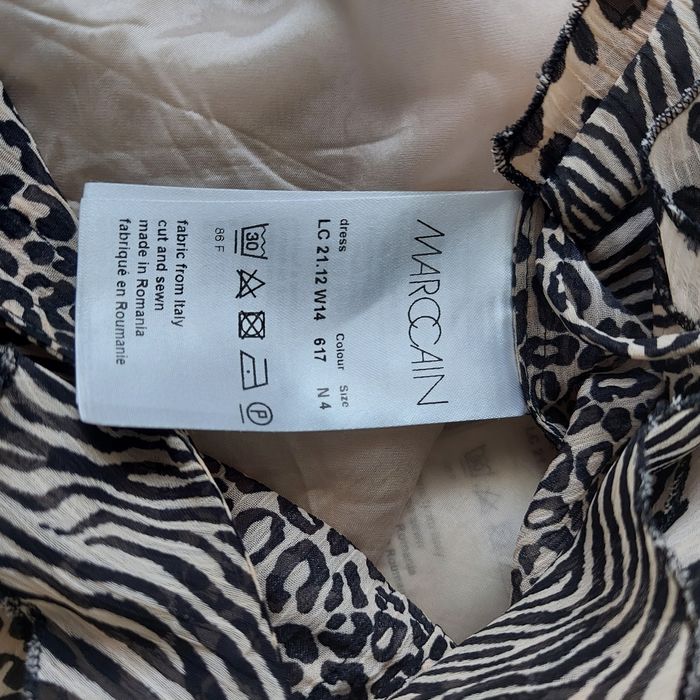 MARCCAIN
Colour Size
dress
LC 21.12 W14 617 N 4
30
P
86 F
fabric from Italy
cut and sewn
made in Romania
fabriqué en Roumanie